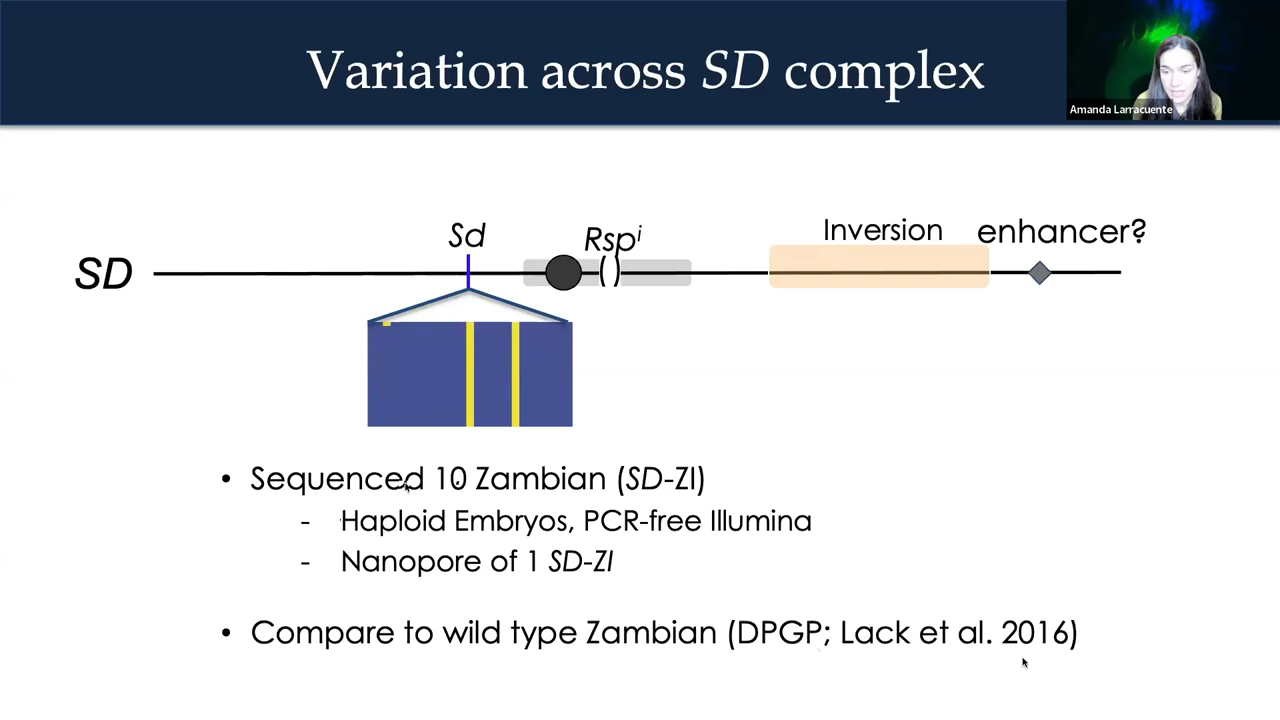 Variation across SD complex
Amanda Larracuente
Sd
Rspⁱ
Inversion
enhancer?
SD
( )
• Sequenced 10 Zambian (SD-ZI)
- Haploid Embryos, PCR-free Illumina
- Nanopore of 1 SD-ZI
• Compare to wild type Zambian (DPGP; Lack et al. 2016)